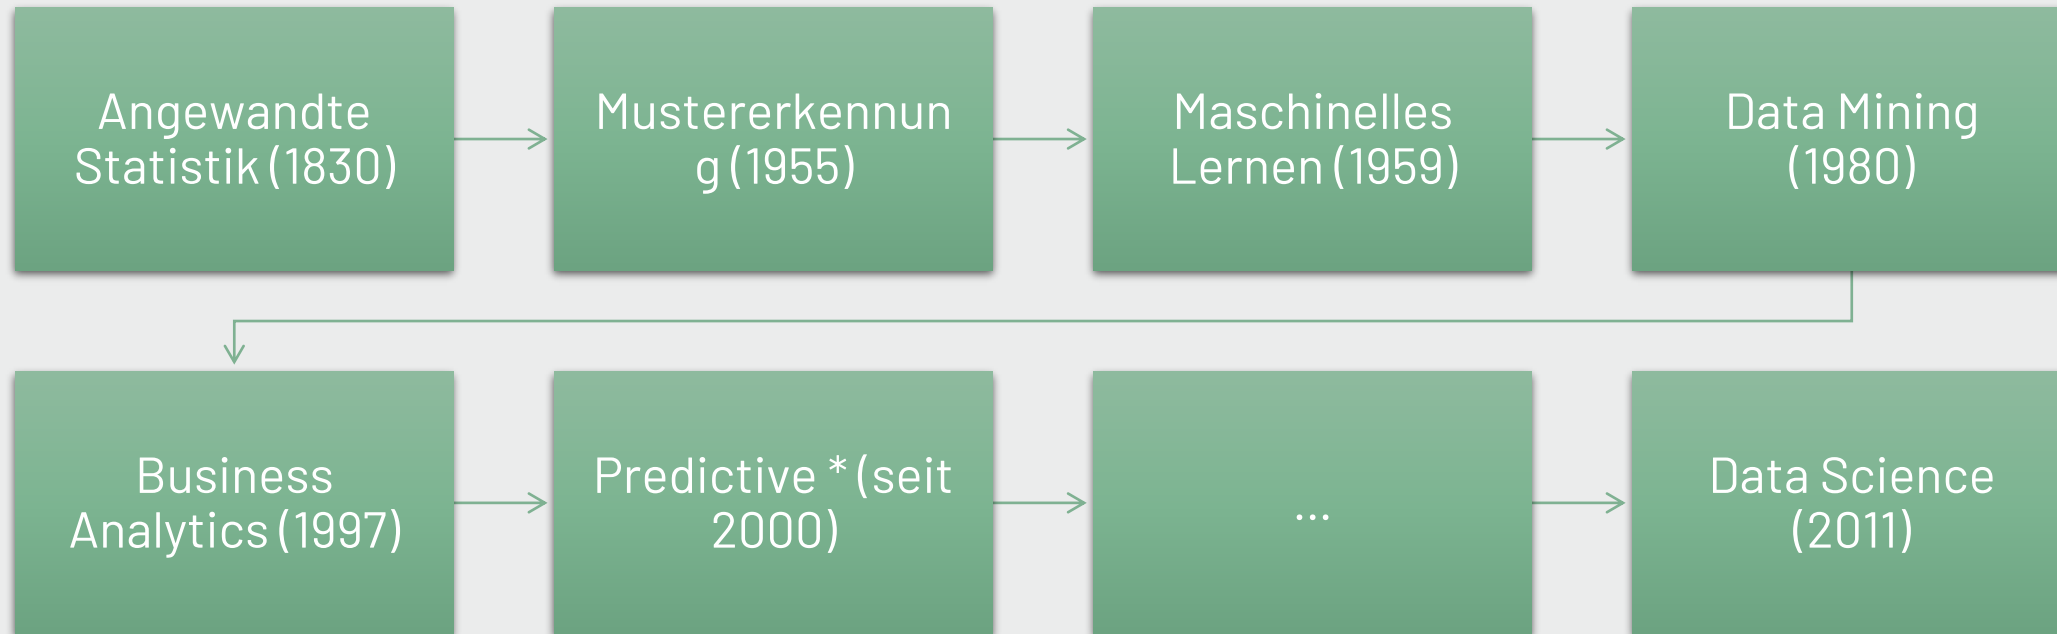 Angewandte
Statistik (1830)
Mustererkennun
g (1955)
Maschinelles
Lernen (1959)
Data Mining
(1980)
Business
Analytics (1997)
Predictive * (seit
2000)
...
Data Science
(2011)